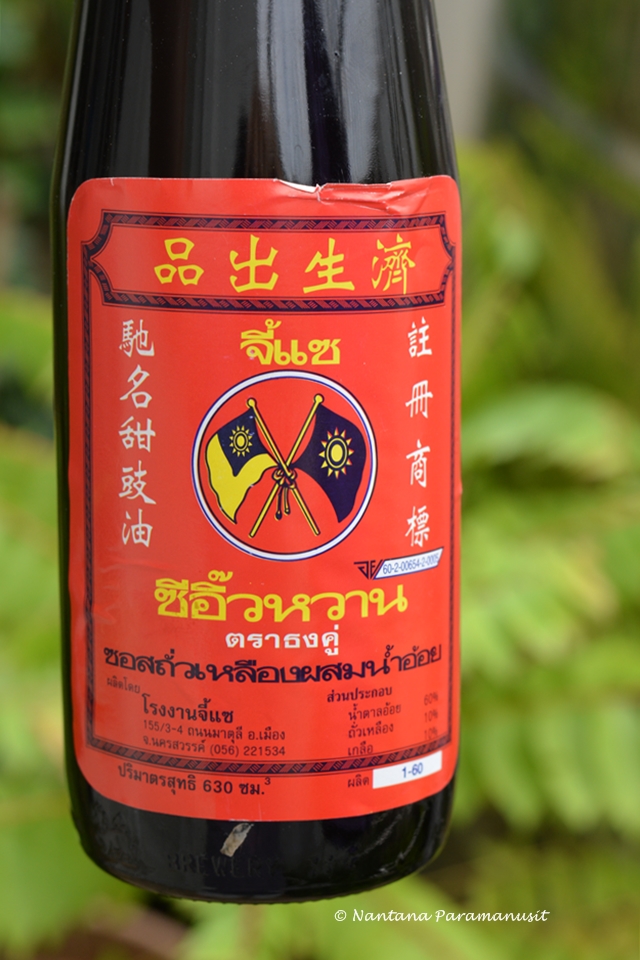 品出生濟
จี้แซ
馳名甜豉油
註冊商標
60-2-00654-2-0005
ซีอิ๊วหวาน
ตราธงคู่
ซอสถั่วเหลืองผสมน้ำอ้อย
ผลิตโดย
โรงงานจี้แซ
155/3-4 ถนนมาตุลี อ.เมือง
จ.นครสวรรค์ (056) 221534
ส่วนประกอบ
น้ำตาลอ้อย 60%
ถั่วเหลือง 10%
เกลือ 10%
ปริมาตรสุทธิ 630 ซม.³
ผลิต 1-60
BREWERY
© Nantana Paramanusit